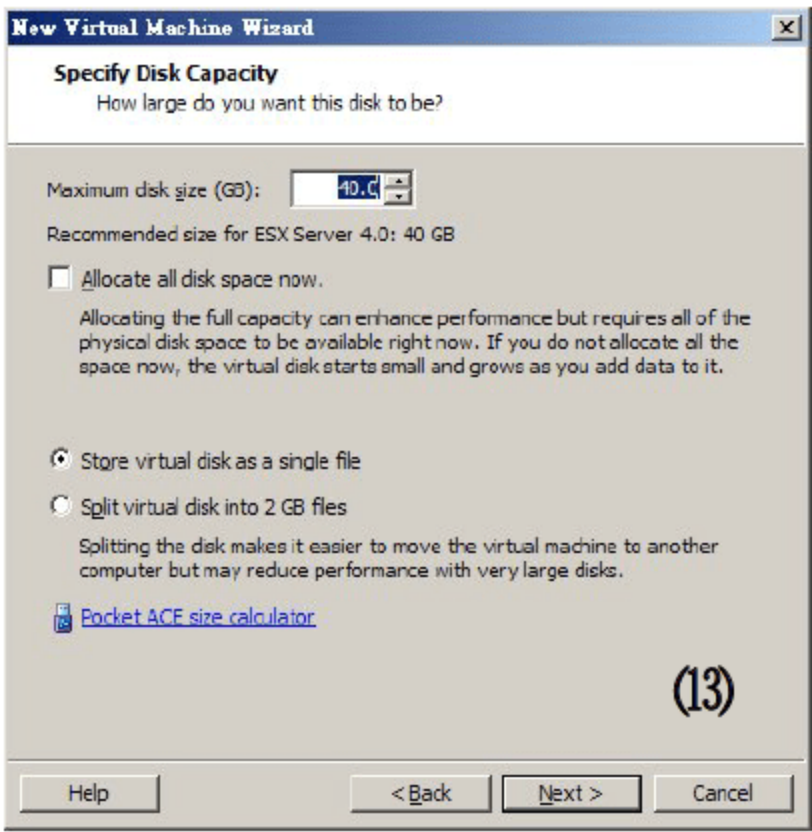 New Virtual Machine Wizard
Specify Disk Capacity
How large do you want this disk to be?
Maximum disk size (GB): 40.0
Recommended size for ESX Server 4.0: 40 GB
Allocate all disk space now.
Allocating the full capacity can enhance performance but requires all of the
physical disk space to be available right now. If you do not allocate all the
space now, the virtual disk starts small and grows as you add data to it.
Store virtual disk as a single file
Split virtual disk into 2 GB files
Splitting the disk makes it easier to move the virtual machine to another
computer but may reduce performance with very large disks.
Pocket ACE size calculator
(13)
Help < Back Next > Cancel